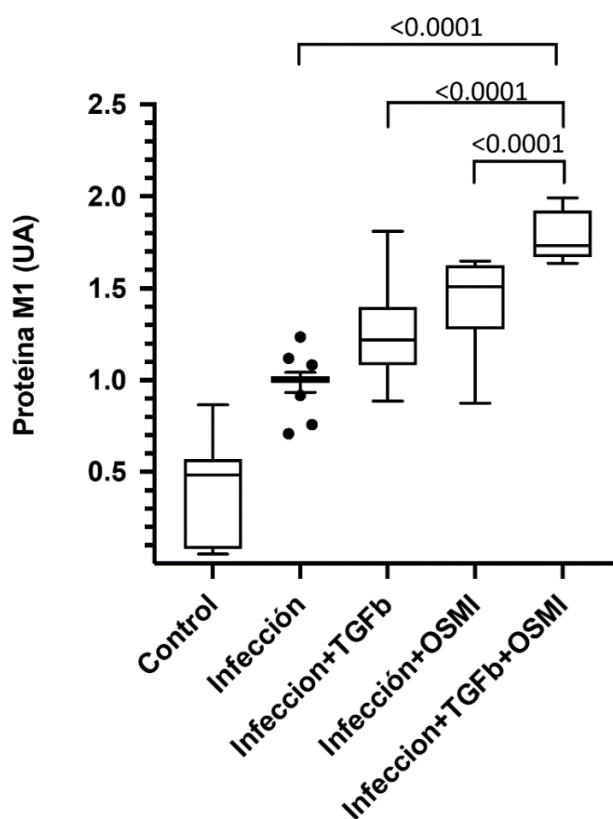 <0.0001
<0.0001
<0.0001
2.5
2.0
1.5
1.0
0.5
Proteína M1 (UA)
Control
Infección
Infeccion+TGFb
Infección+OSMI
Infeccion+TGFb+OSMI